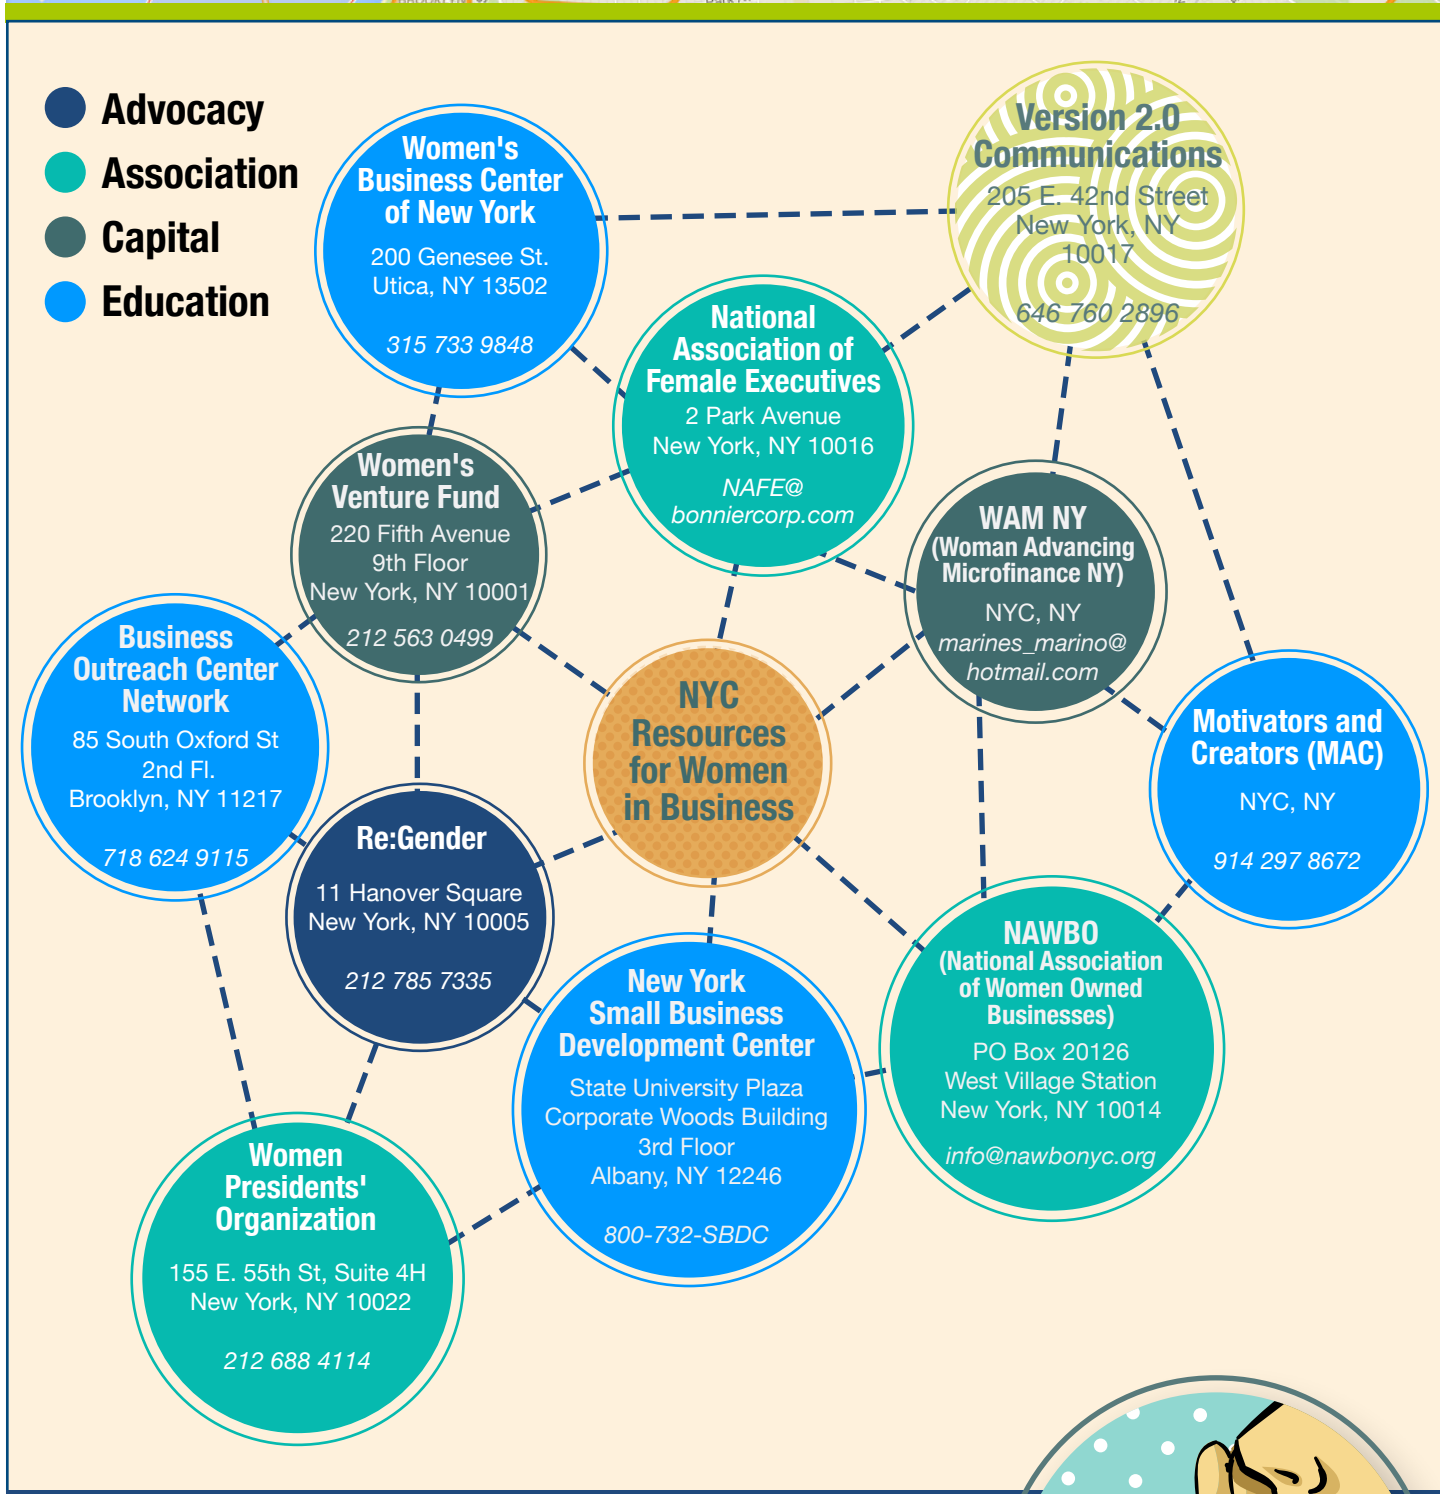 Advocacy
Association
Capital
Education
Women's
Business Center
of New York
200 Genesee St.
Utica, NY 13502
315 733 9848
Version 2.0
Communications
205 E. 42nd Street
New York, NY
10017
646 760 2896
National
Association of
Female Executives
2 Park Avenue
New York, NY 10016
NAFE@
bonniercorp.com
Women's
Venture Fund
220 Fifth Avenue
9th Floor
New York, NY 10001
212 563 0499
WAM NY
(Woman Advancing
Microfinance NY)
NYC, NY
marines_marino@
hotmail.com
Business
Outreach Center
Network
85 South Oxford St
2nd Fl.
Brooklyn, NY 11217
718 624 9115
NYC
Resources
for Women
in Business
Motivators and
Creators (MAC)
NYC, NY
914 297 8672
Re:Gender
11 Hanover Square
New York, NY 10005
212 785 7335
New York
Small Business
Development Center
State University Plaza
Corporate Woods Building
3rd Floor
Albany, NY 12246
800-732-SBDC
NAWBO
(National Association
of Women Owned
Businesses)
PO Box 20126
West Village Station
New York, NY 10014
info@nawbonyc.org
Women
Presidents'
Organization
155 E. 55th St, Suite 4H
New York, NY 10022
212 688 4114